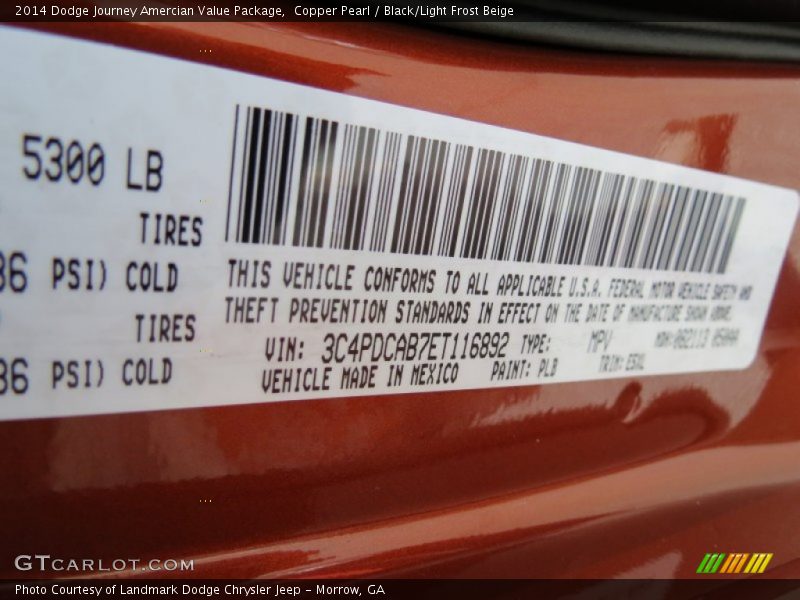 2014 Dodge Journey Amercian Value Package,  Copper Pearl / Black/Light Frost Beige
5300 LB
TIRES
36 PSI) COLD
TIRES
36 PSI) COLD
THIS VEHICLE CONFORMS TO ALL APPLICABLE U.S.A. FEDERAL MOTOR VEHICLE SAFETY AND
THEFT PREVENTION STANDARDS IN EFFECT ON THE DATE OF MANUFACTURE SHOWN ABOVE.
VIN: 3C4PDCAB7ET116892 TYPE: MPV
VEHICLE MADE IN MEXICO PAINT: PLB TRIM:
GTCARLOT.COM
Photo Courtesy of Landmark Dodge Chrysler Jeep - Morrow, GA